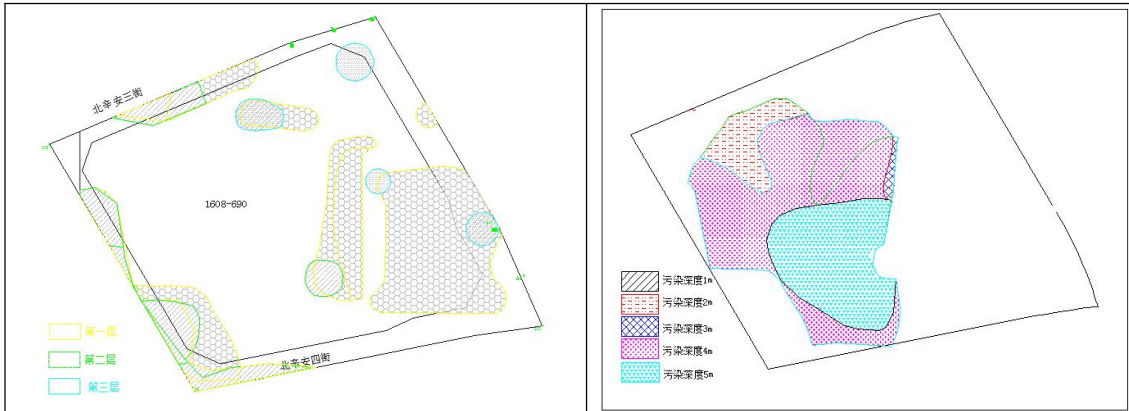 北辛安三街
1608-690
第一层
第二层
第三层
北辛安四街
污染深度1m
污染深度2m
污染深度3m
污染深度4m
污染深度5m